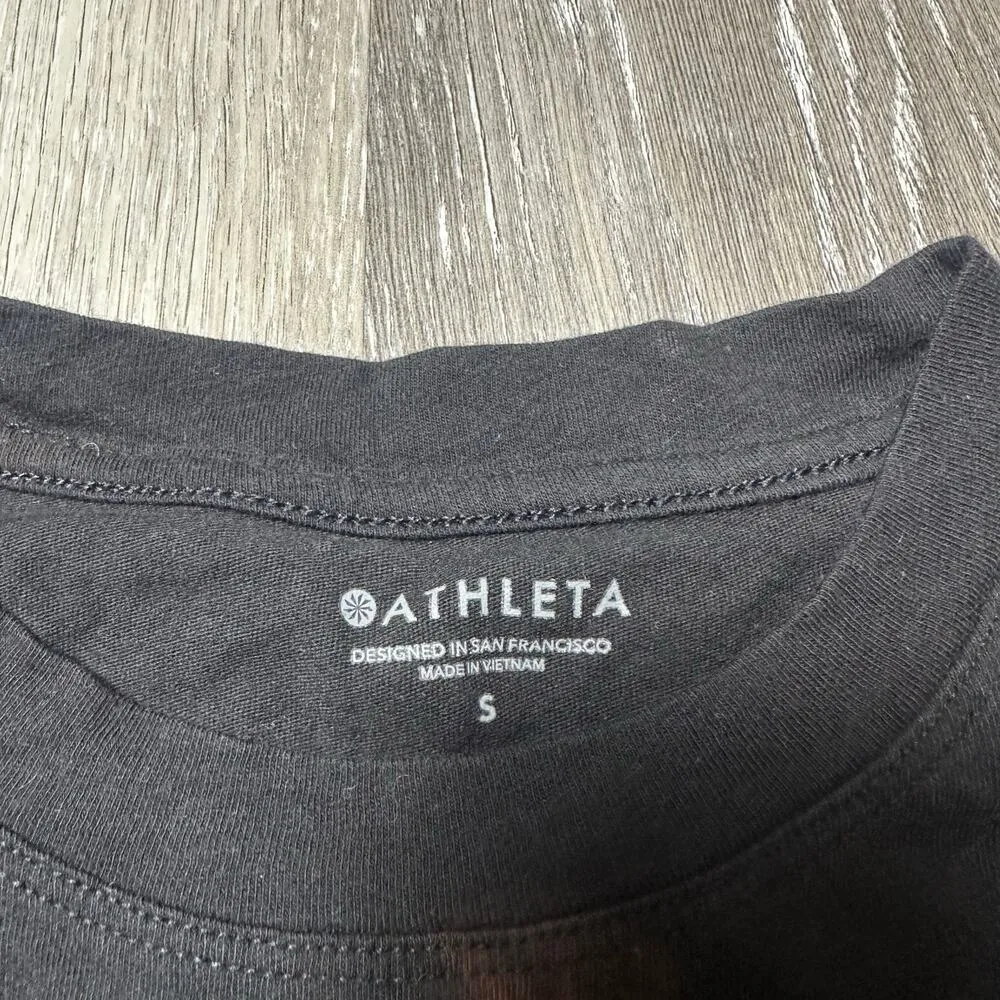 ATHLETA
DESIGNED IN SAN FRANCISCO
MADE IN VIETNAM
S